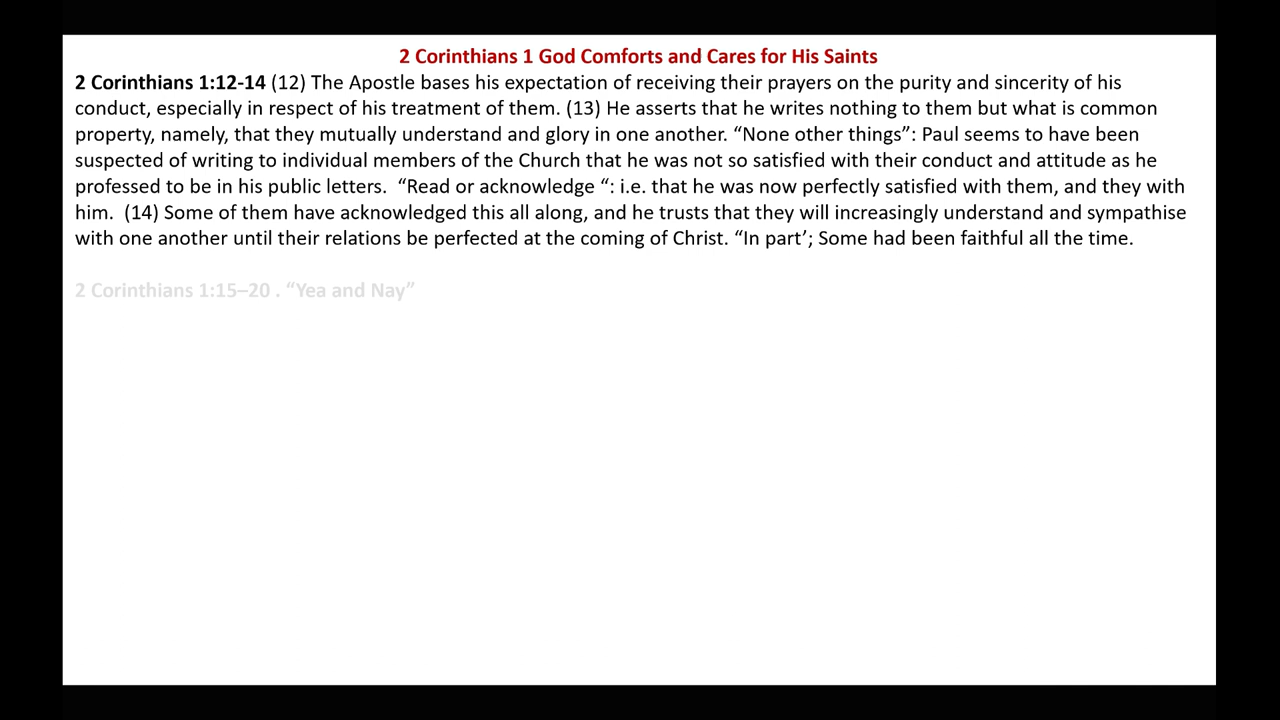 2 Corinthians 1 God Comforts and Cares for His Saints
2 Corinthians 1:12-14 (12) The Apostle bases his expectation of receiving their prayers on the purity and sincerity of his
conduct, especially in respect of his treatment of them. (13) He asserts that he writes nothing to them but what is common
property, namely, that they mutually understand and glory in one another. “None other things”: Paul seems to have been
suspected of writing to individual members of the Church that he was not so satisfied with their conduct and attitude as he
professed to be in his public letters.  “Read or acknowledge “: i.e. that he was now perfectly satisfied with them, and they with
him.  (14) Some of them have acknowledged this all along, and he trusts that they will increasingly understand and sympathise
with one another until their relations be perfected at the coming of Christ. “In part’; Some had been faithful all the time.
2 Corinthians 1:15–20 . “Yea and Nay”